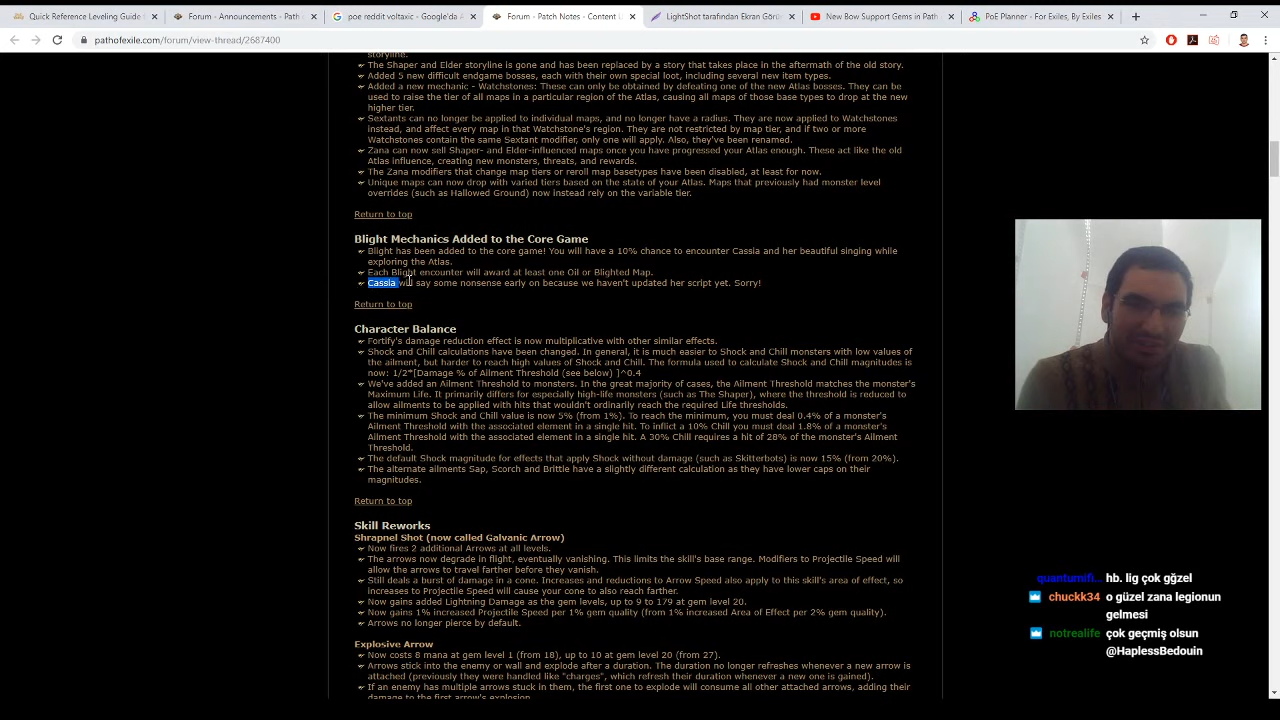 Quick Reference Leveling Guide
Forum - Announcements - Path o
poe reddit voltaxic - Google'da A
Forum - Patch Notes - Content U
LightShot tarafından Ekran Görün
New Bow Support Gems in Path o
PoE Planner - For Exiles, By Exiles
pathofexile.com/forum/view-thread/2687400
storyline.
The Shaper and Elder storyline is gone and has been replaced by a story that takes place in the aftermath of the old story.
Added 5 new difficult endgame bosses, each with their own special loot, including several new item types.
Added a new mechanic - Watchstones: These can only be obtained by defeating one of the new Atlas bosses. They can be
used to raise the tier of all maps in a particular region of the Atlas, causing all maps of those base types to drop at the new
higher tier.
Sextants can no longer be applied to individual maps, and no longer have a radius. They are now applied to Watchstones
instead, and affect every map in that Watchstone's region. They are not restricted by map tier, and if two or more
Watchstones contain the same Sextant modifier, only one will apply. Also, they've been renamed.
Zana can now sell Shaper- and Elder-influenced maps once you have progressed your Atlas enough. These act like the old
Atlas influence, creating new monsters, threats, and rewards.
The Zana modifiers that change map tiers or reroll map basetypes have been disabled, at least for now.
Unique maps can now drop with varied tiers based on the state of your Atlas. Maps that previously had monster level
overrides (such as Hallowed Ground) now instead rely on the variable tier.
Return to top
Blight Mechanics Added to the Core Game
Blight has been added to the core game! You will have a 10% chance to encounter Cassia and her beautiful singing while
exploring the Atlas.
Each Blight encounter will award at least one Oil or Blighted Map.
Cassia will say some nonsense early on because we haven't updated her script yet. Sorry!
Return to top
Character Balance
Fortify's damage reduction effect is now multiplicative with other similar effects.
Shock and Chill calculations have been changed. In general, it is much easier to Shock and Chill monsters with low values of
the ailment, but harder to reach high values of Shock and Chill. The formula used to calculate Shock and Chill magnitudes is
now: 1/2*[Damage % of Ailment Threshold (see below) ]^0.4
We've added an Ailment Threshold to monsters. In the great majority of cases, the Ailment Threshold matches the monster's
Maximum Life. It primarily differs for especially high-life monsters (such as The Shaper), where the threshold is reduced to
allow ailments to be applied with hits that wouldn't ordinarily reach the required Life thresholds.
The minimum Shock and Chill value is now 5% (from 1%). To reach the minimum, you must deal 0.4% of a monster's
Ailment Threshold with the associated element in a single hit. To inflict a 10% Chill you must deal 1.8% of a monster's
Ailment Threshold with the associated element in a single hit. A 30% Chill requires a hit of 28% of the monster's Ailment
Threshold.
The default Shock magnitude for effects that apply Shock without damage (such as Skitterbots) is now 15% (from 20%).
The alternate ailments Sap, Scorch and Brittle have a slightly different calculation as they have lower caps on their
magnitudes.
Return to top
Skill Reworks
Shrapnel Shot (now called Galvanic Arrow)
Now fires 2 additional Arrows at all levels.
The arrows now degrade in flight, eventually vanishing. This limits the skill's base range. Modifiers to Projectile Speed will
allow the arrows to travel farther before they vanish.
Still deals a burst of damage in a cone. Increases and reductions to Arrow Speed also apply to this skill's area of effect, so
increases to Projectile Speed will cause your cone to also reach farther.
Now gains added Lightning Damage as the gem levels, up to 9 to 179 at gem level 20.
Now gains 1% increased Projectile Speed per 1% gem quality (from 1% increased Area of Effect per 2% gem quality).
Arrows no longer pierce by default.
Explosive Arrow
Now costs 8 mana at gem level 1 (from 18), up to 10 at gem level 20 (from 27).
Arrows stick into the enemy or wall and explode after a duration. The duration no longer refreshes whenever a new arrow is
attached (previously they were handled like "charges", which refresh their duration whenever a new one is gained).
If an enemy has multiple arrows stuck in them, the first one to explode will consume all other attached arrows, adding their
damage to the first arrow's explosion.
quantumifi... hb. lig çok gğzel
chuckk34 o güzel zana legionun
gelmesi
notrealife çok geçmiş olsun
@HaplessBedouin